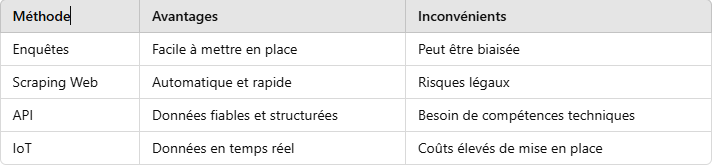 Méthode Avantages Inconvénients
Enquêtes Facile à mettre en place Peut être biaisée
Scraping Web Automatique et rapide Risques légaux
API Données fiables et structurées Besoin de compétences techniques
IoT Données en temps réel Coûts élevés de mise en place